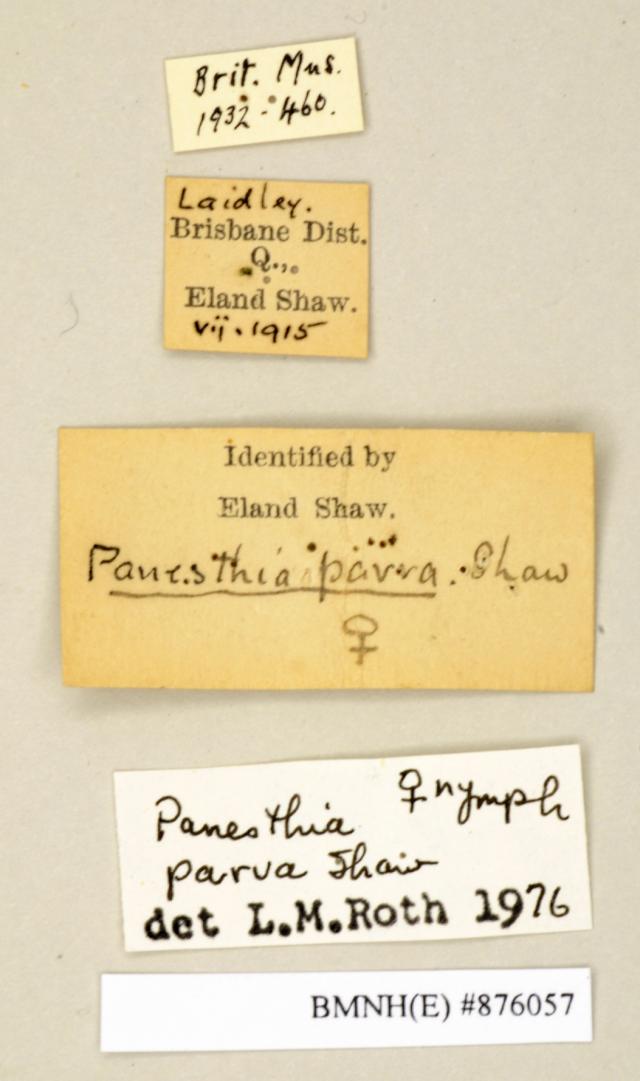 Brit. Mus.
1932-460.
Laidley.
Brisbane Dist.
Q.,
Eland Shaw.
vii.1915
Identified by
Eland Shaw.
Panesthia parva. Shaw
♀
Panesthia ♀ nymph
parva Shaw
det L.M.Roth 1976
BMNH(E) #876057